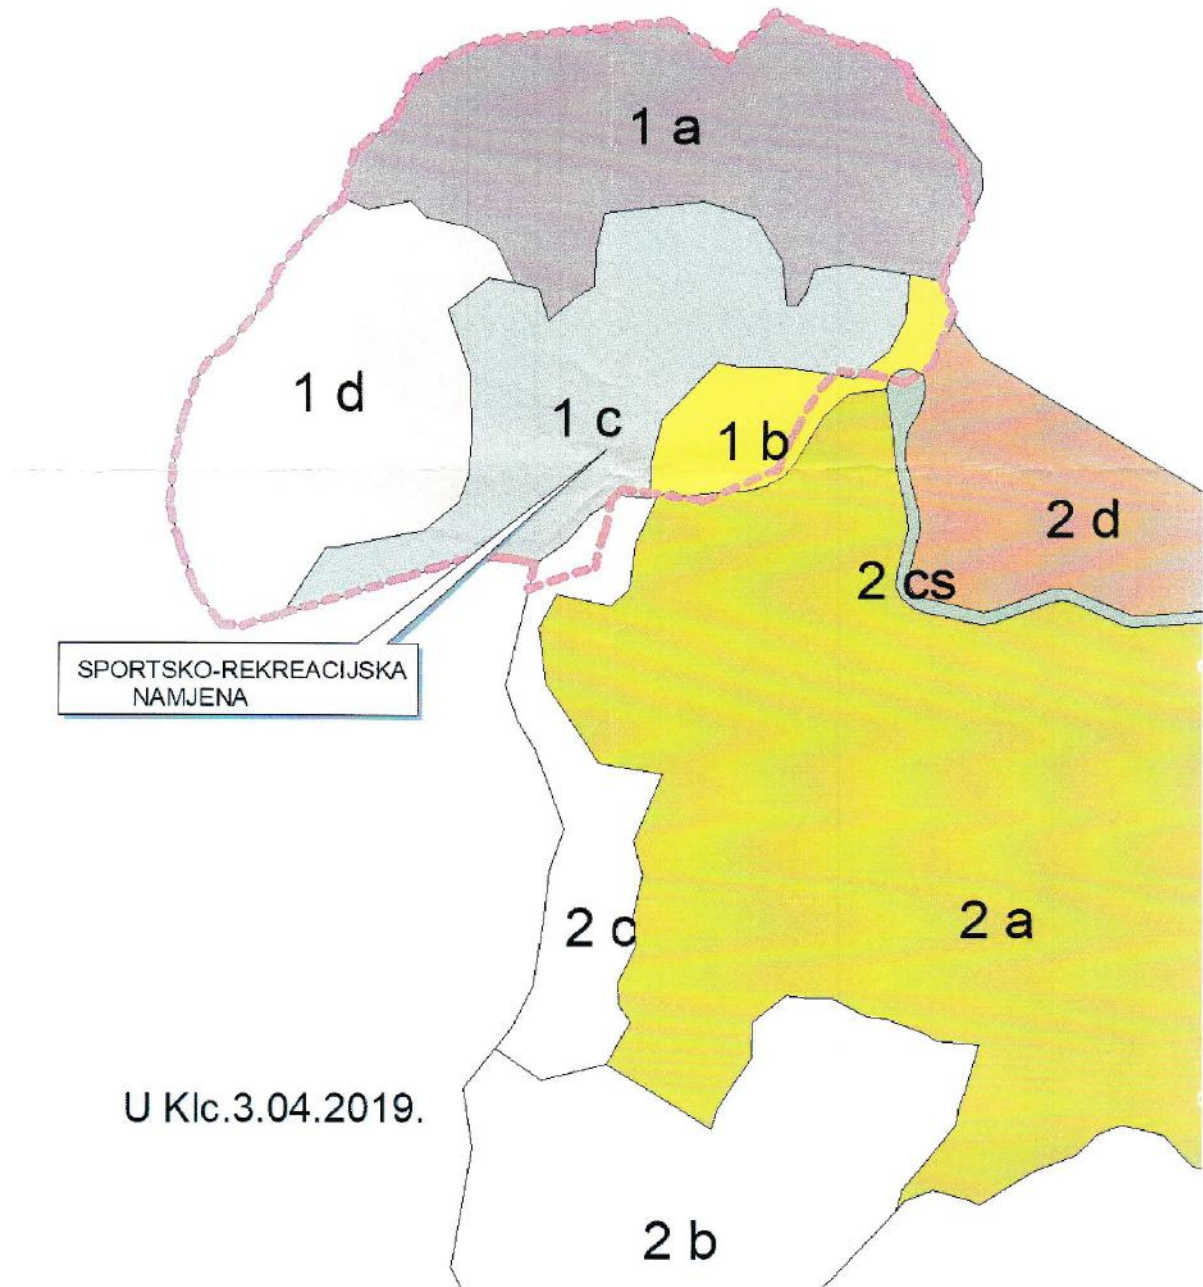 1 a
1 d
1 c
1 b
2 d
2 cs
SPORTSKO-REKREACIJSKA
NAMJENA
2 c
2 a
U Klc.3.04.2019.
2 b